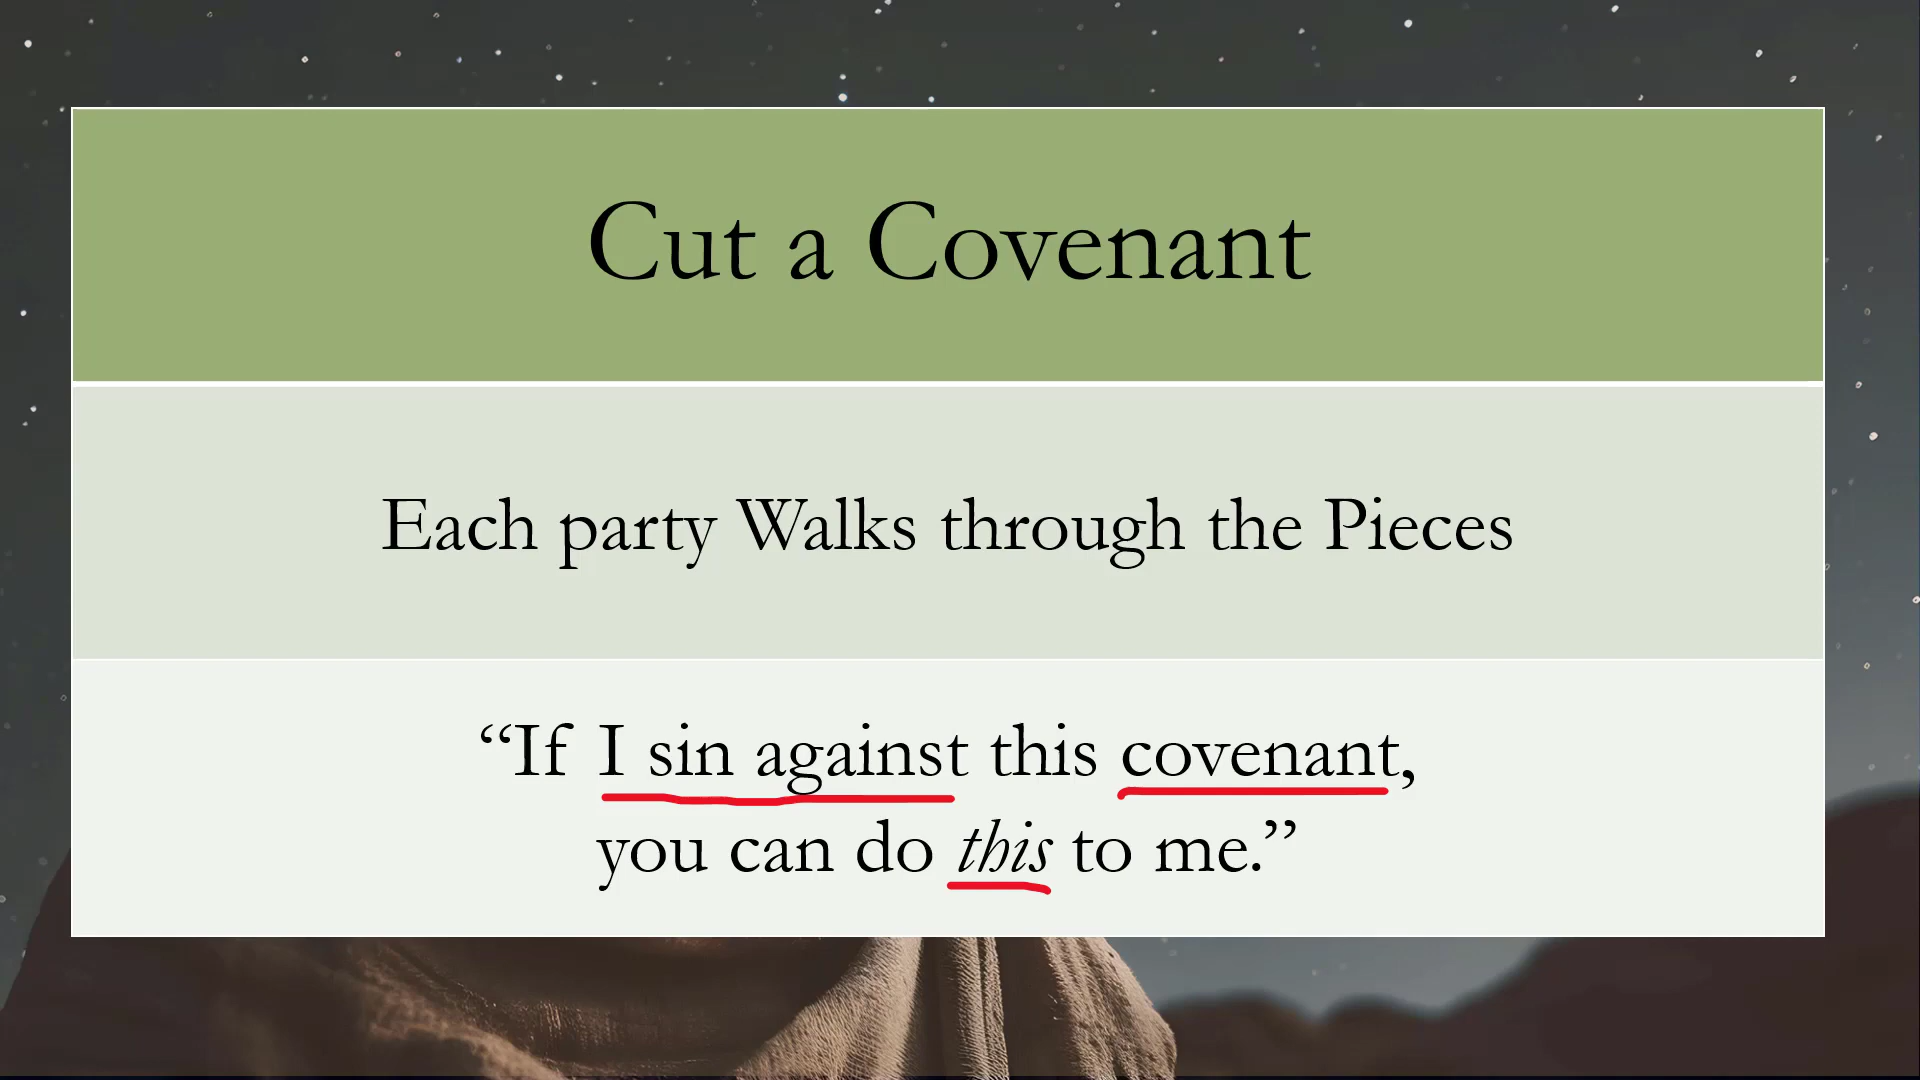 Cut a Covenant
Each party Walks through the Pieces
“If I sin against this covenant,
you can do this to me.”